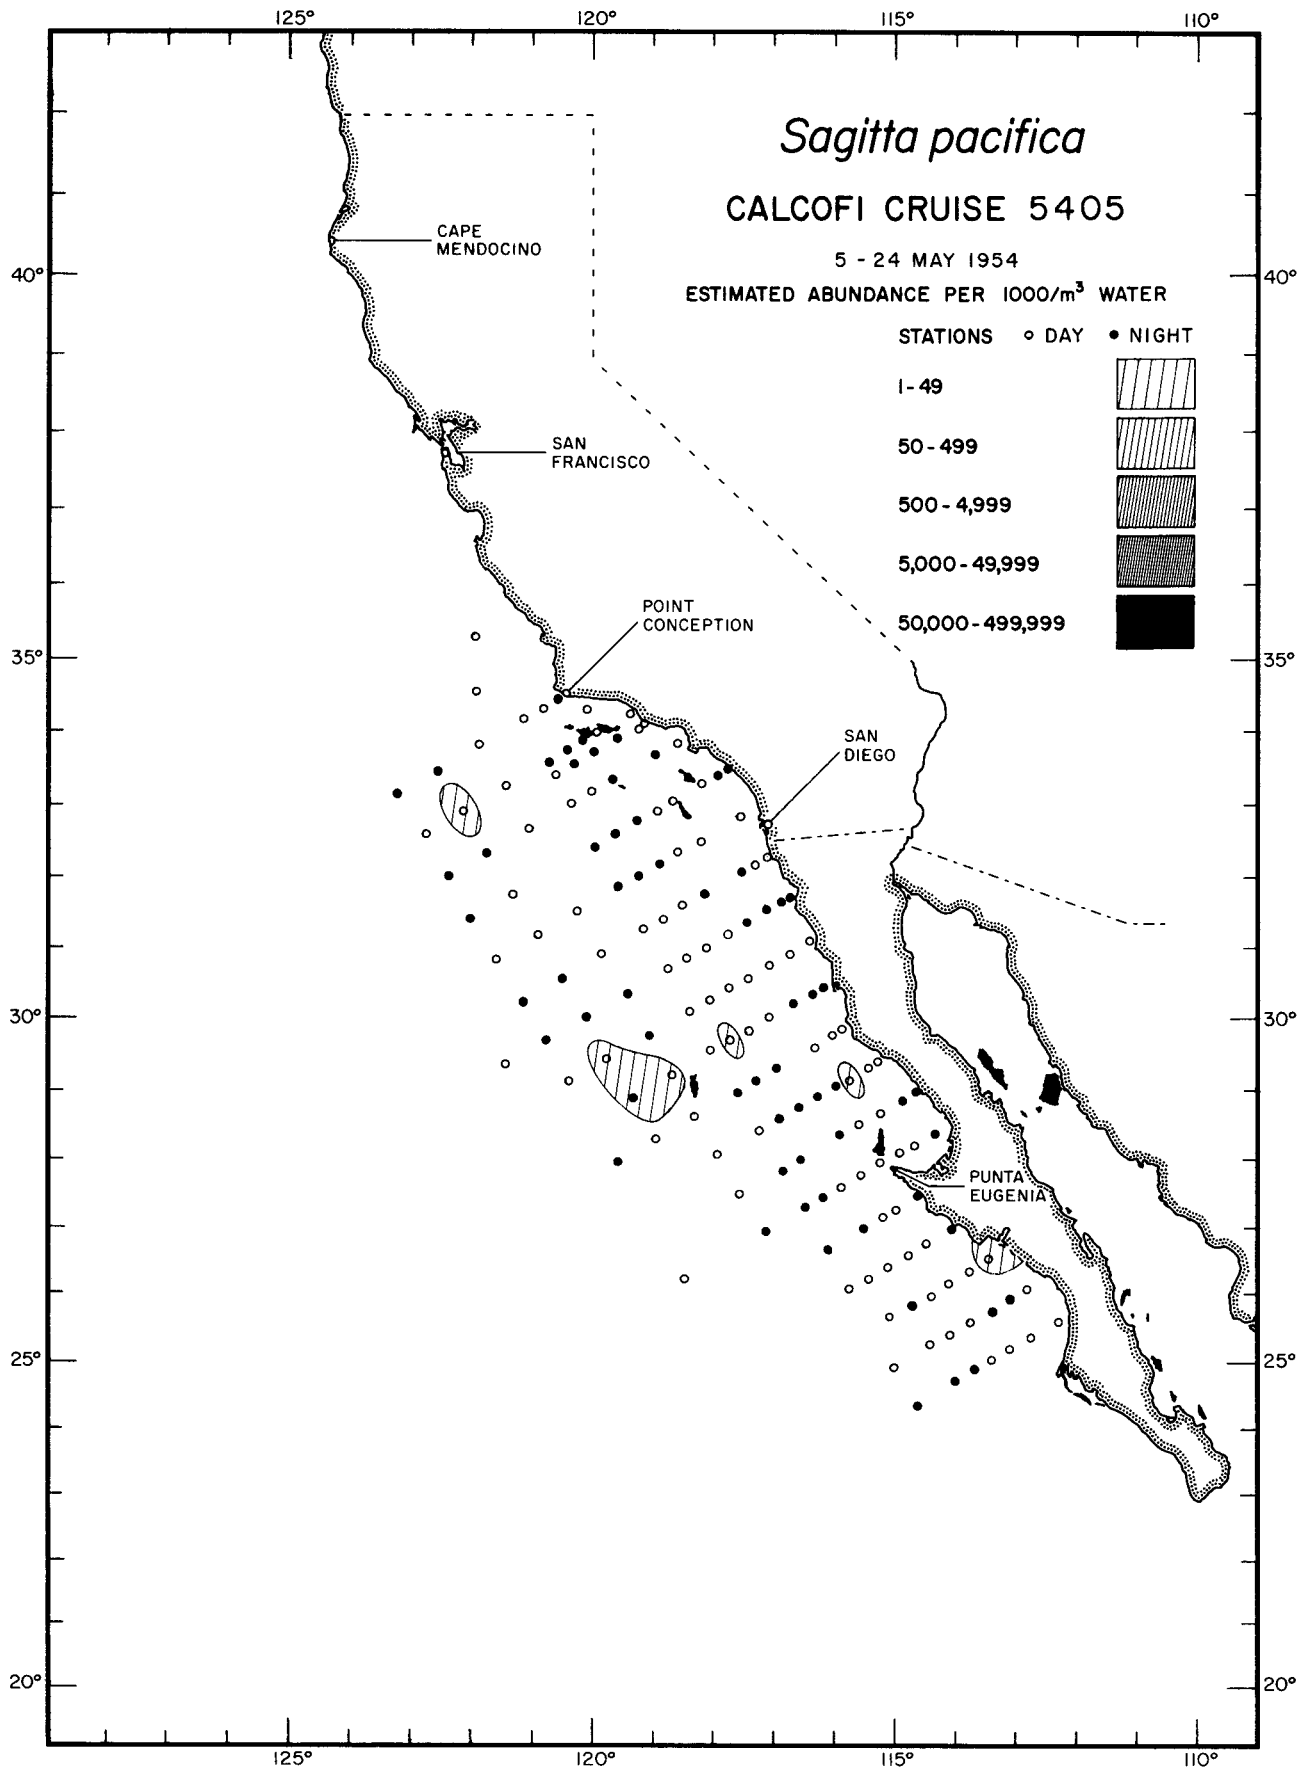 125° 120° 115° 110°
Sagitta pacifica
CALCOFI CRUISE 5405
5 - 24 MAY 1954
ESTIMATED ABUNDANCE PER 1000/m³ WATER
STATIONS ○ DAY ● NIGHT
1 - 49
50 - 499
500 - 4,999
5,000 - 49,999
50,000 - 499,999
CAPE
MENDOCINO
40° 40°
SAN
FRANCISCO
POINT
CONCEPTION
35° 35°
SAN
DIEGO
30° 30°
PUNTA
EUGENIA
25° 25°
20° 20°
125° 120° 115° 110°